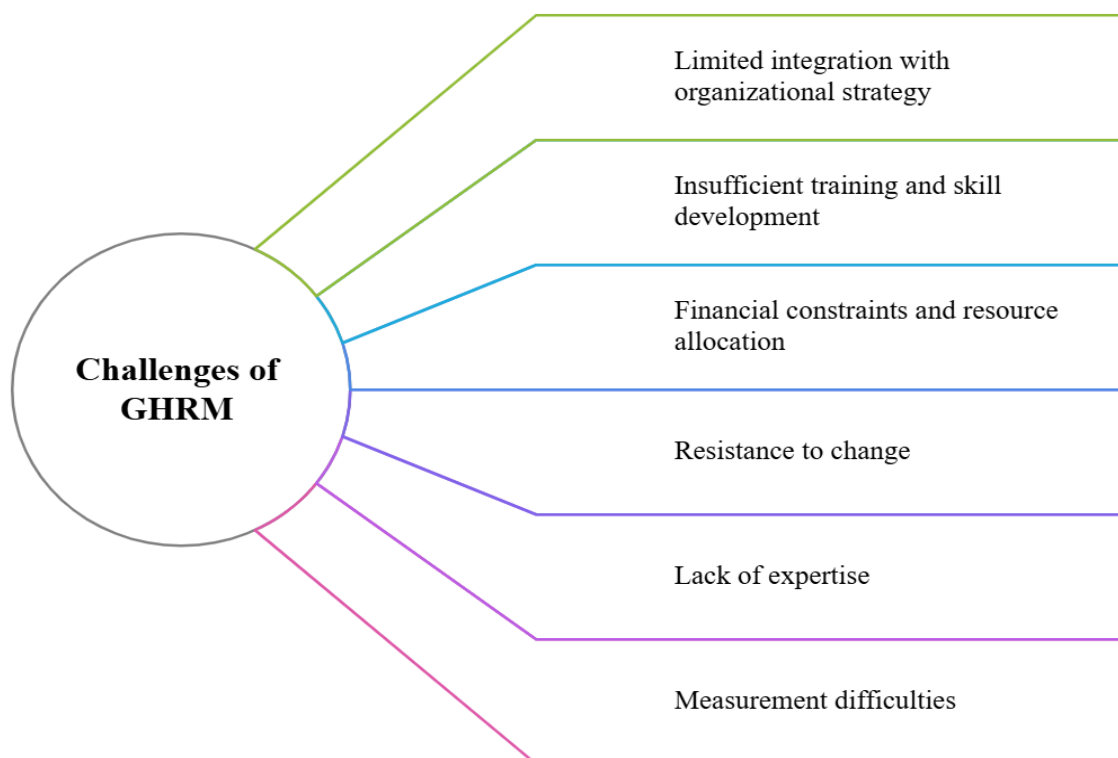 Challenges of
GHRM
Limited integration with
organizational strategy
Insufficient training and skill
development
Financial constraints and resource
allocation
Resistance to change
Lack of expertise
Measurement difficulties